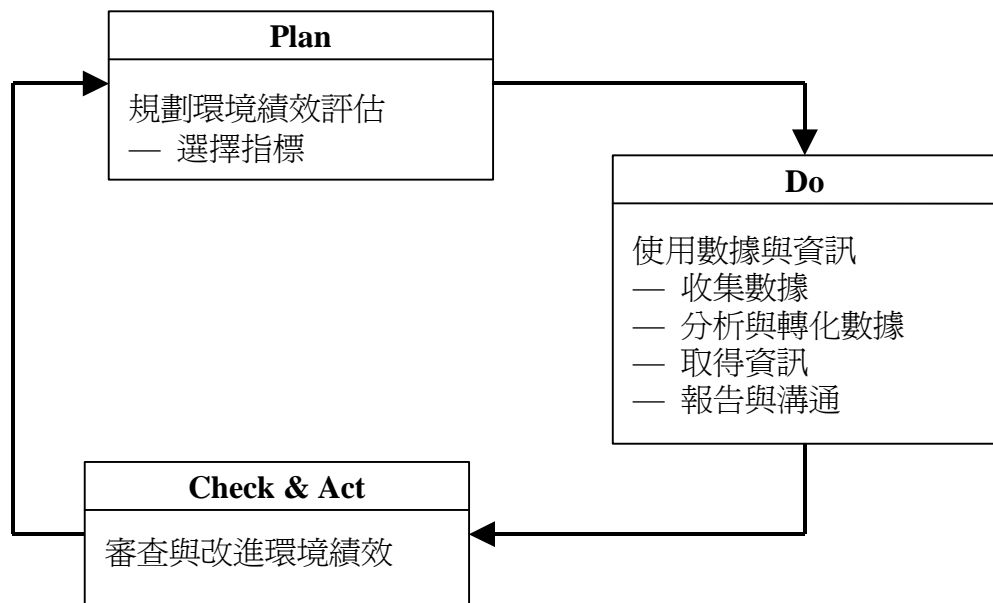 Plan
規劃環境績效評估
— 選擇指標
Do
使用數據與資訊
— 收集數據
— 分析與轉化數據
— 取得資訊
— 報告與溝通
Check & Act
審查與改進環境績效